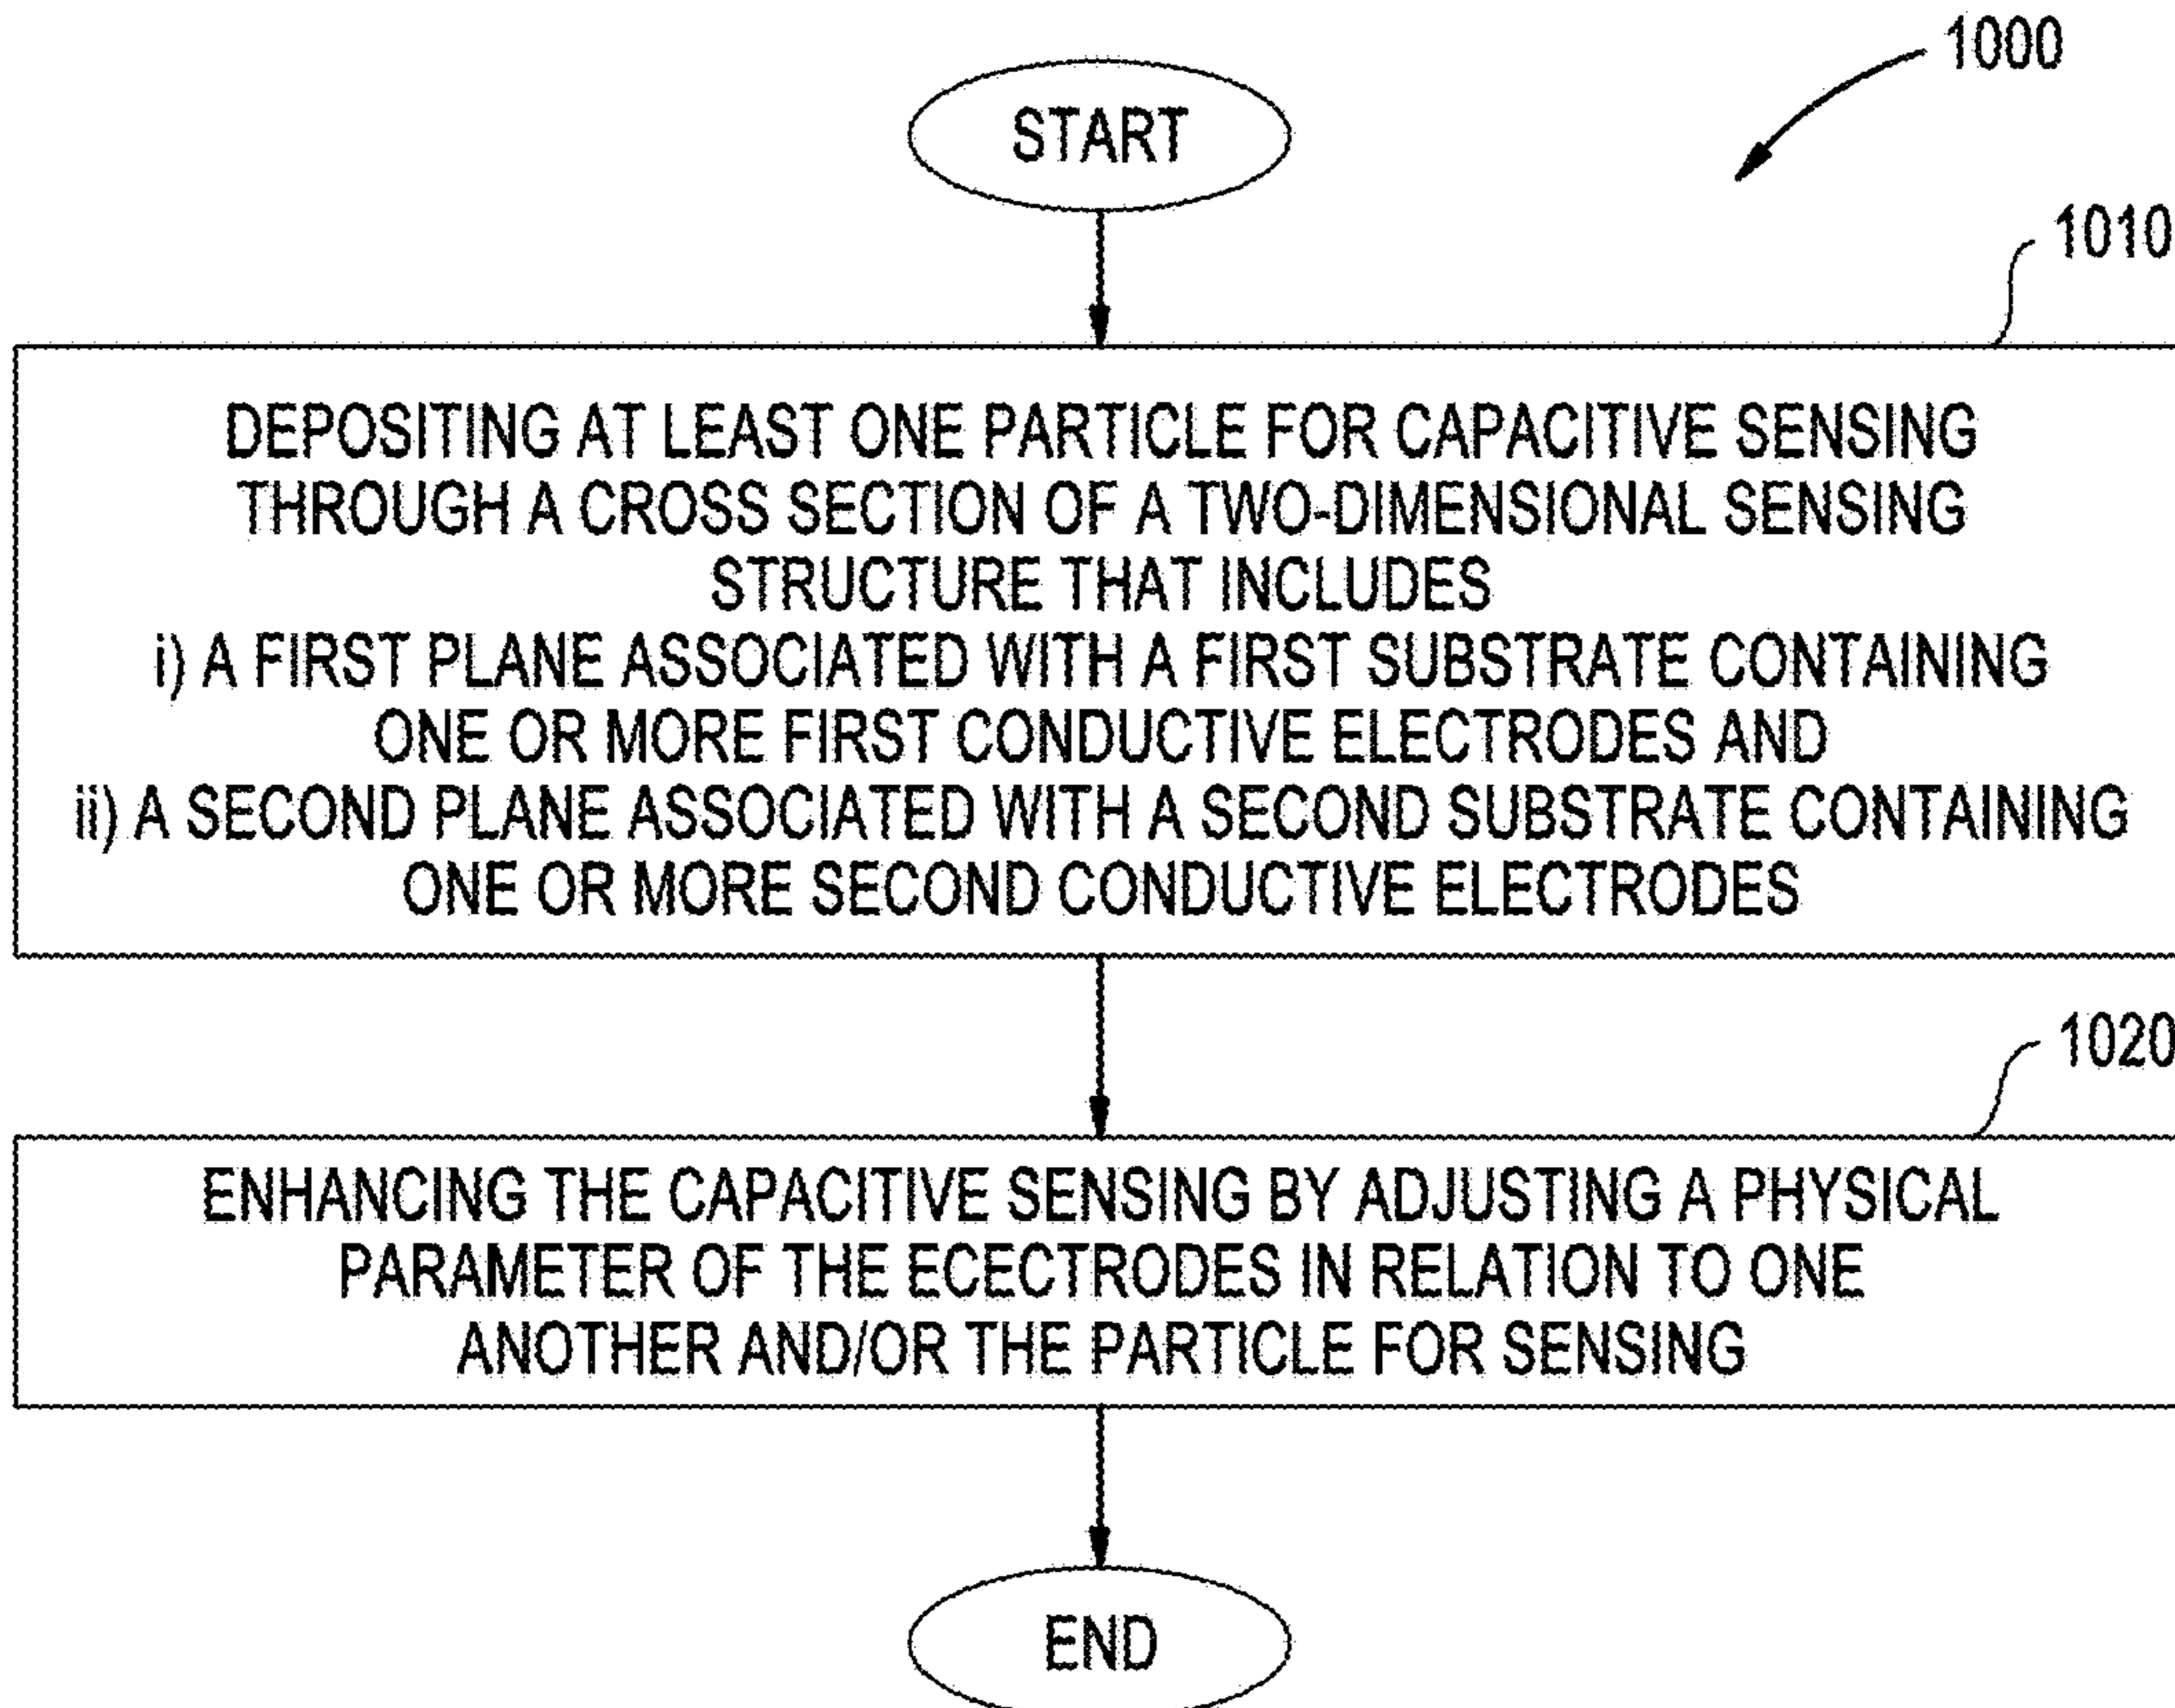 1000
START
1010
DEPOSITING AT LEAST ONE PARTICLE FOR CAPACITIVE SENSING
THROUGH A CROSS SECTION OF A TWO-DIMENSIONAL SENSING
STRUCTURE THAT INCLUDES
i) A FIRST PLANE ASSOCIATED WITH A FIRST SUBSTRATE CONTAINING
ONE OR MORE FIRST CONDUCTIVE ELECTRODES AND
ii) A SECOND PLANE ASSOCIATED WITH A SECOND SUBSTRATE CONTAINING
ONE OR MORE SECOND CONDUCTIVE ELECTRODES
1020
ENHANCING THE CAPACITIVE SENSING BY ADJUSTING A PHYSICAL
PARAMETER OF THE ECECTRODES IN RELATION TO ONE
ANOTHER AND/OR THE PARTICLE FOR SENSING
END